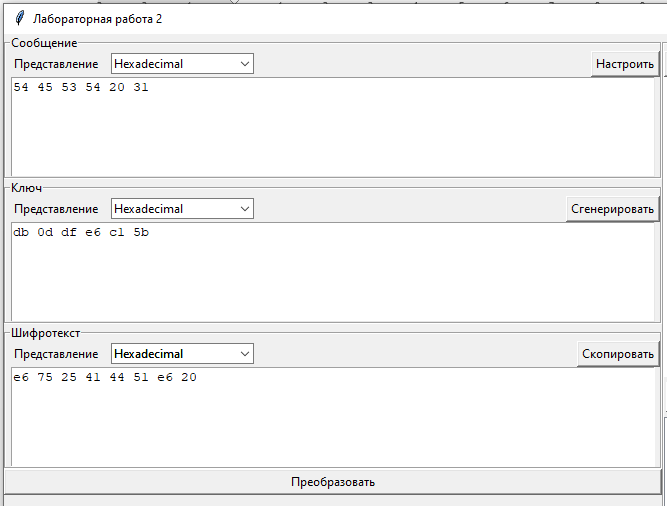 Лабораторная работа 2
Сообщение
Представление Hexadecimal Настроить
54 45 53 54 20 31
Ключ
Представление Hexadecimal Сгенерировать
db 0d df e6 c1 5b
Шифротекст
Представление Hexadecimal Скопировать
e6 75 25 41 44 51 e6 20
Преобразовать